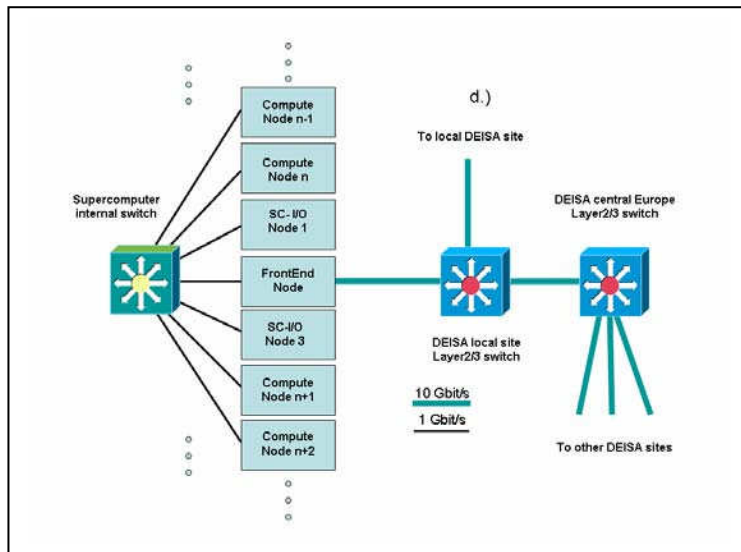 d.)
Compute
Node n-1
To local DEISA site
Compute
Node n
Supercomputer
internal switch
DEISA central Europe
Layer2/3 switch
SC-I/O
Node 1
FrontEnd
Node
SC-I/O
Node 3
DEISA local site
Layer2/3 switch
Compute
Node n+1
10 Gbit/s
1 Gbit/s
Compute
Node n+2
To other DEISA sites